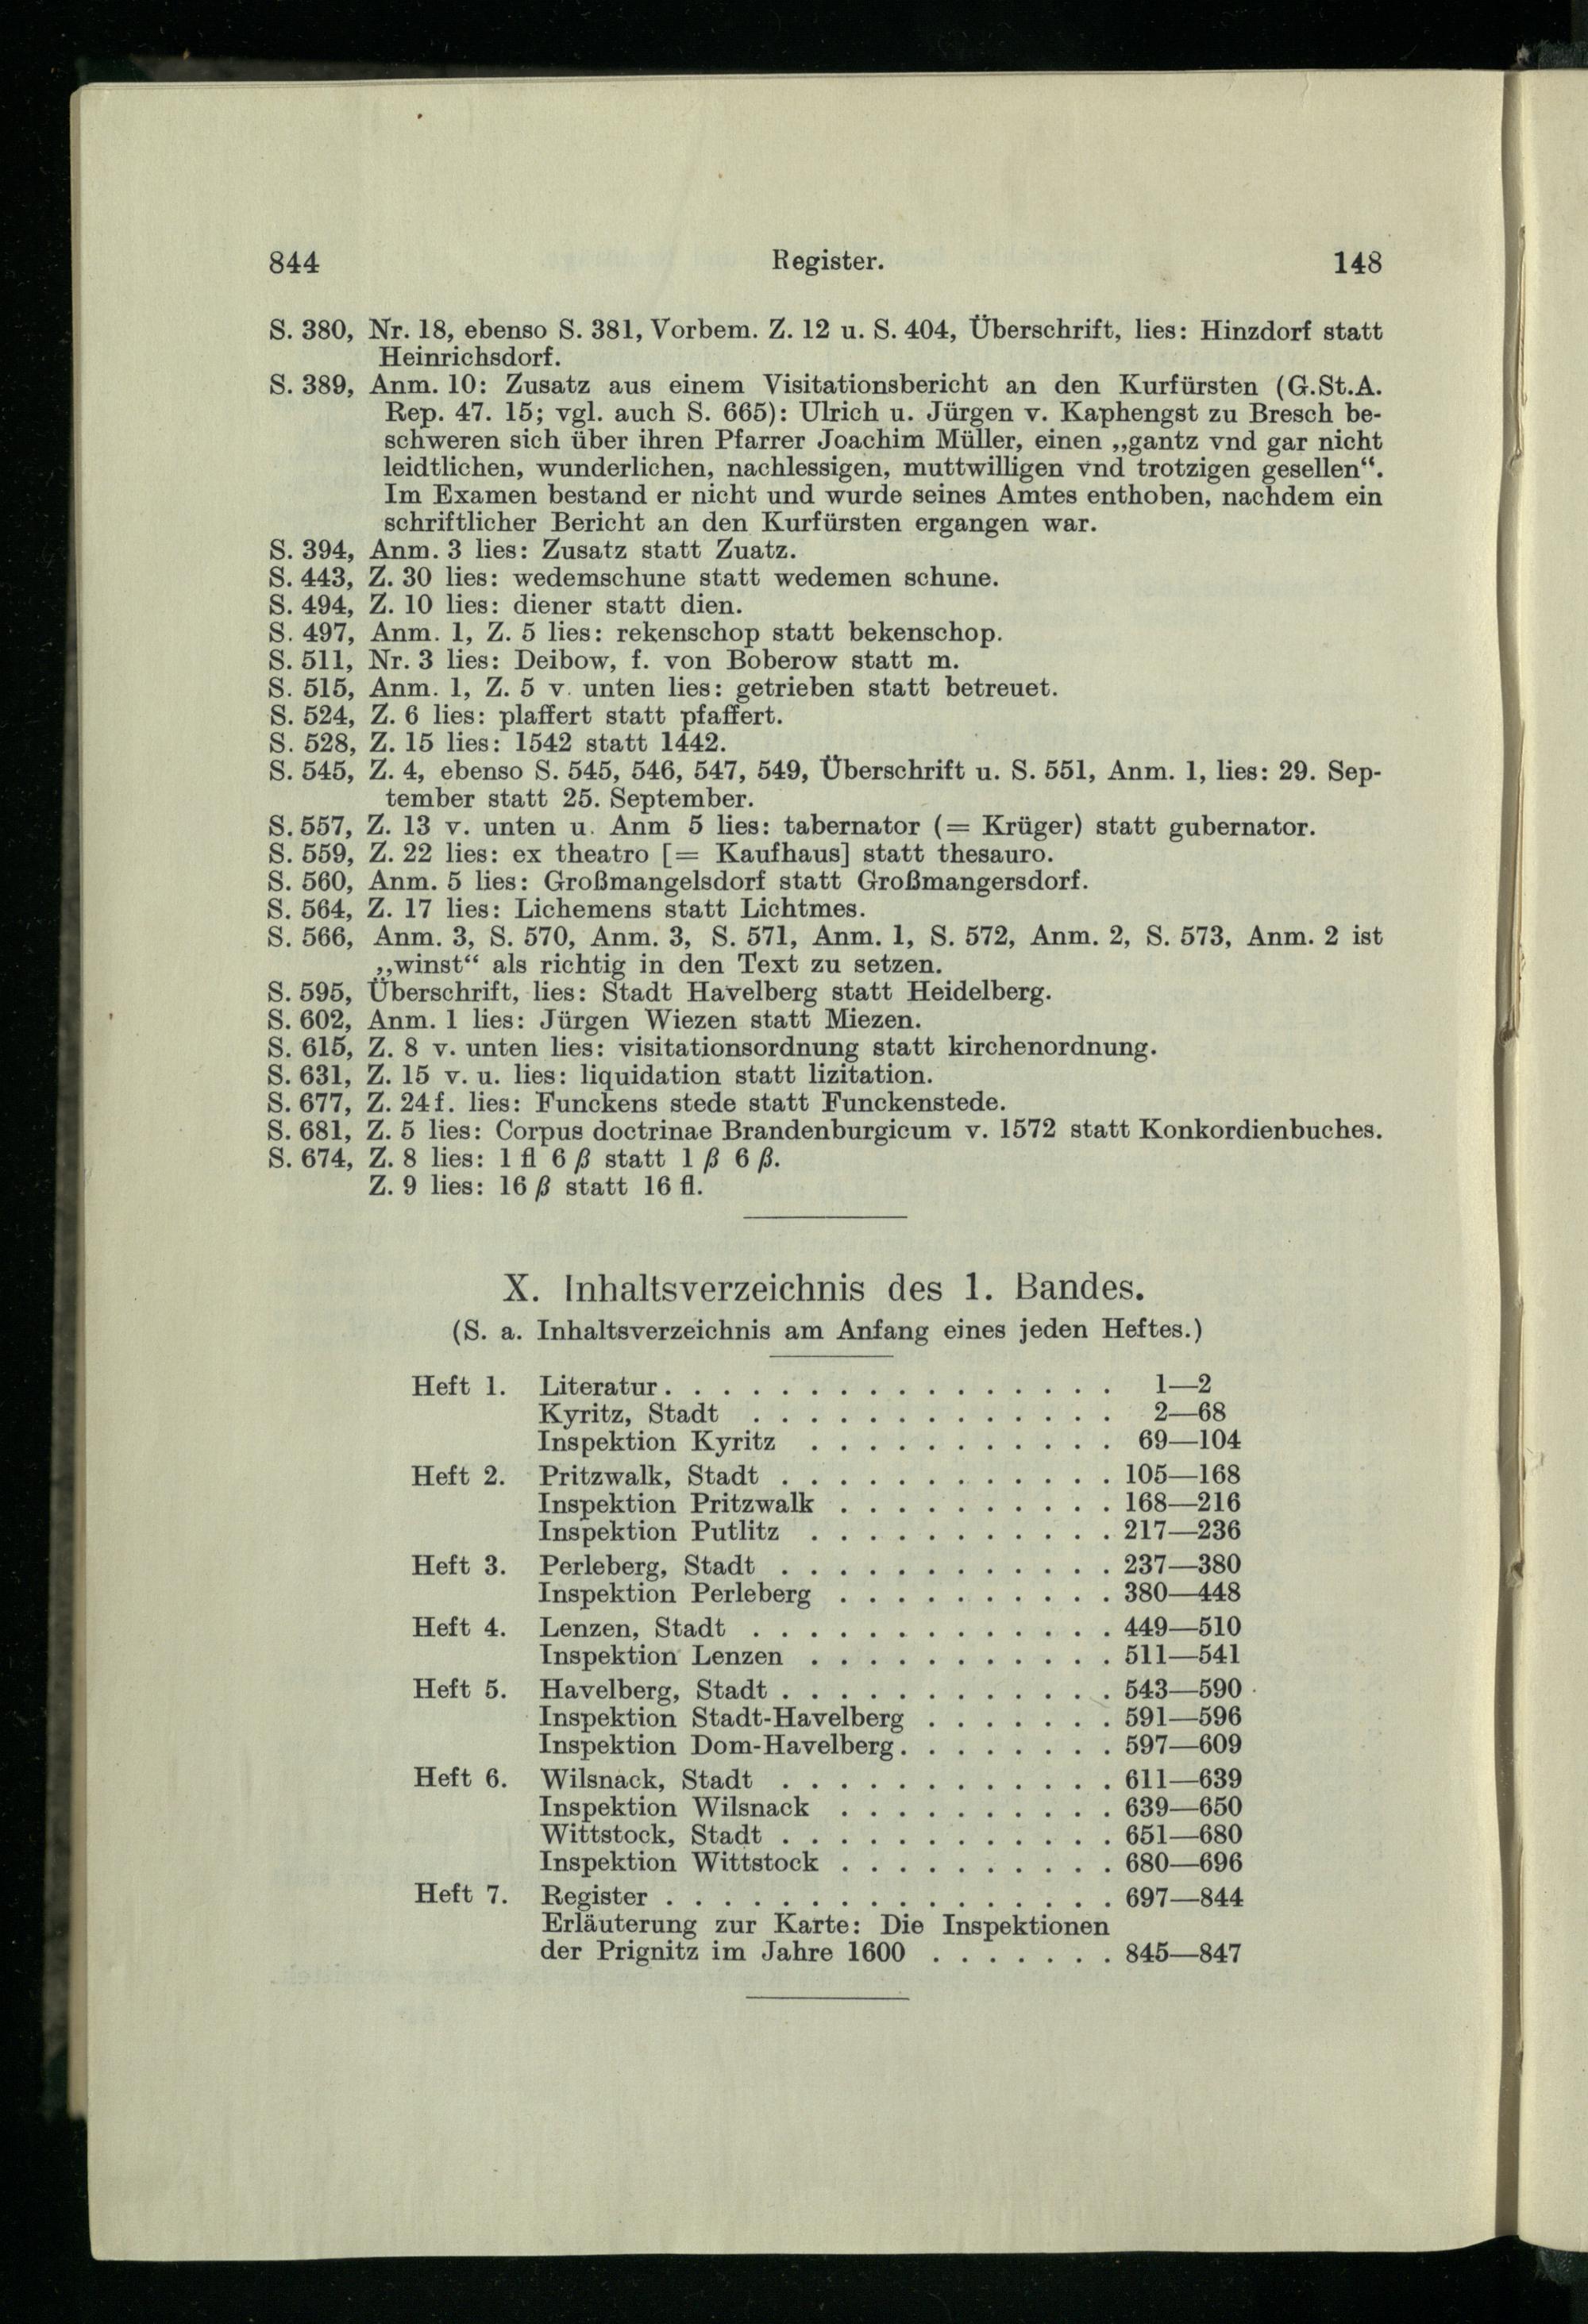 844 Register. 148
S. 380, Nr. 18, ebenso S. 381, Vorbem. Z. 12 u. S. 404, Überschrift, lies: Hinzdorf statt
Heinrichsdorf.
S. 389, Anm. 10: Zusatz aus einem Visitationsbericht an den Kurfürsten (G.St.A.
Rep. 47. 15; vgl. auch S. 665): Ulrich u. Jürgen v. Kaphengst zu Bresch be-
schweren sich über ihren Pfarrer Joachim Müller, einen „gantz vnd gar nicht
leidtlichen, wunderlichen, nachlessigen, muttwilligen vnd trotzigen gesellen“.
Im Examen bestand er nicht und wurde seines Amtes enthoben, nachdem ein
schriftlicher Bericht an den Kurfürsten ergangen war.
S. 394, Anm. 3 lies: Zusatz statt Zuatz.
S. 443, Z. 30 lies: wedemschune statt wedemen schune.
S. 494, Z. 10 lies: diener statt dien.
S. 497, Anm. 1, Z. 5 lies: rekenschop statt bekenschop.
S. 511, Nr. 3 lies: Deibow, f. von Boberow statt m.
S. 515, Anm. 1, Z. 5 v. unten lies: getrieben statt betreuet.
S. 524, Z. 6 lies: plaffert statt pfaffert.
S. 528, Z. 15 lies: 1542 statt 1442.
S. 545, Z. 4, ebenso S. 545, 546, 547, 549, Überschrift u. S. 551, Anm. 1, lies: 29. Sep-
tember statt 25. September.
S. 557, Z. 13 v. unten u. Anm 5 lies: tabernator (= Krüger) statt gubernator.
S. 559, Z. 22 lies: ex theatro [= Kaufhaus] statt thesauro.
S. 560, Anm. 5 lies: Großmangelsdorf statt Großmangersdorf.
S. 564, Z. 17 lies: Lichemens statt Lichtmes.
S. 566, Anm. 3, S. 570, Anm. 3, S. 571, Anm. 1, S. 572, Anm. 2, S. 573, Anm. 2 ist
„winst“ als richtig in den Text zu setzen.
S. 595, Überschrift, lies: Stadt Havelberg statt Heidelberg.
S. 602, Anm. 1 lies: Jürgen Wiezen statt Miezen.
S. 615, Z. 8 v. unten lies: visitationsordnung statt kirchenordnung.
S. 631, Z. 15 v. u. lies: liquidation statt lizitation.
S. 677, Z. 24 f. lies: Funckens stede statt Funckenstede.
S. 681, Z. 5 lies: Corpus doctrinae Brandenburgicum v. 1572 statt Konkordienbuches.
S. 674, Z. 8 lies: 1 fl 6 β statt 1 β 6 β.
Z. 9 lies: 16 β statt 16 fl.
X. Inhaltsverzeichnis des 1. Bandes.
(S. a. Inhaltsverzeichnis am Anfang eines jeden Heftes.)
Heft 1. Literatur . . . . . . . . . . . . . . . . 1—2
Kyritz, Stadt . . . . . . . . . . . . . 2—68
Inspektion Kyritz . . . . . . . . . . . 69—104
Heft 2. Pritzwalk, Stadt . . . . . . . . . . . . 105—168
Inspektion Pritzwalk . . . . . . . . . . 168—216
Inspektion Putlitz . . . . . . . . . . . 217—236
Heft 3. Perleberg, Stadt . . . . . . . . . . . . 237—380
Inspektion Perleberg . . . . . . . . . . 380—448
Heft 4. Lenzen, Stadt . . . . . . . . . . . . . 449—510
Inspektion Lenzen . . . . . . . . . . . 511—541
Heft 5. Havelberg, Stadt . . . . . . . . . . . . 543—590
Inspektion Stadt-Havelberg . . . . . . . 591—596
Inspektion Dom-Havelberg . . . . . . . . 597—609
Heft 6. Wilsnack, Stadt . . . . . . . . . . . . 611—639
Inspektion Wilsnack . . . . . . . . . . 639—650
Wittstock, Stadt . . . . . . . . . . . . 651—680
Inspektion Wittstock . . . . . . . . . . 680—696
Heft 7. Register . . . . . . . . . . . . . . . . 697—844
Erläuterung zur Karte: Die Inspektionen
der Prignitz im Jahre 1600 . . . . . . . 845—847